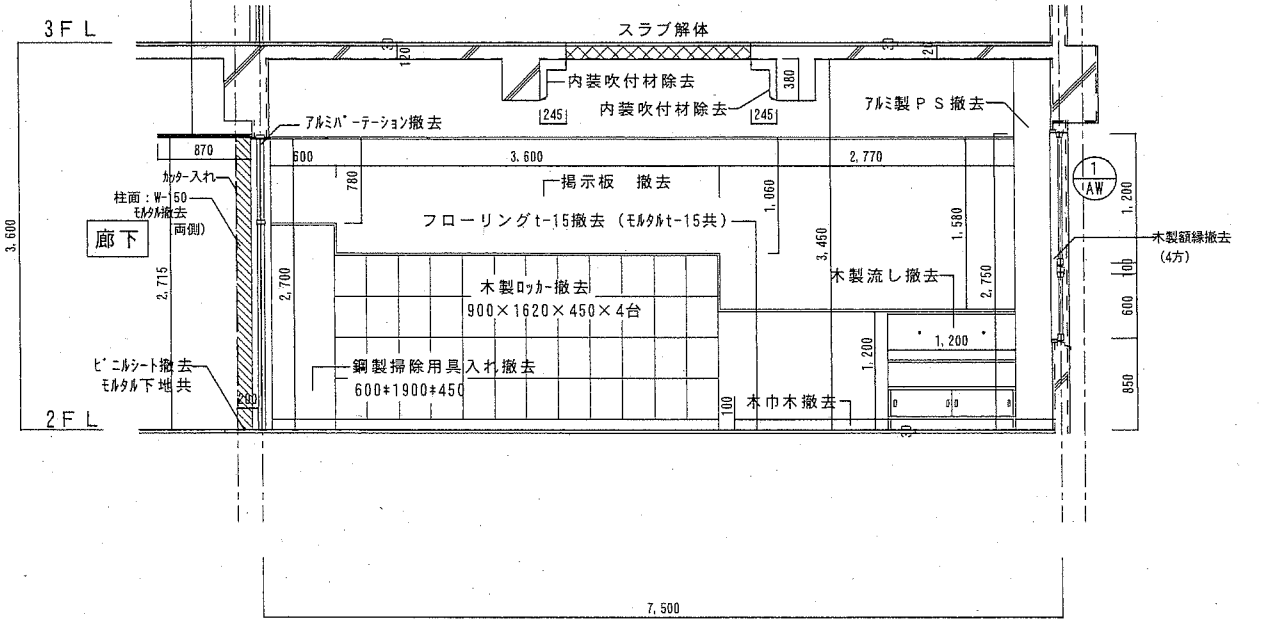 3FL
スラブ解体
30
120
30
120
内装吹付材除去
380
内装吹付材除去
245
245
アルミ製PS撤去
アルミパーテーション撤去
870
600
3,600
2,770
カッター入れ
780
掲示板 撤去
1,060
1
AW
1,200
柱面:W-150
モルタル撤去
(両側)
フローリングt-15撤去(モルタルt-15共)
1,580
廊下
3,600
3,450
木製額縁撤去
(4方)
2,715
2,700
木製ロッカー撤去
900×1620×450×4台
2,750
木製流し撤去
100
600
1,200
1,200
ビニルシート撤去
モルタル下地共
鋼製掃除用具入れ撤去
600*1900*450
850
200
100
木巾木撤去
30
2FL
7,500